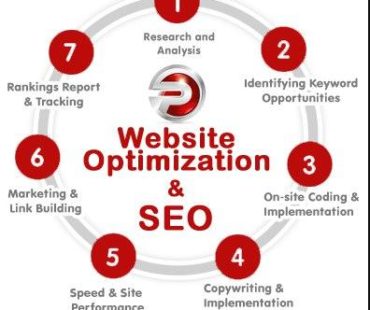 1
Research and
Analysis
2
Identifying Keyword
Opportunities
3
On-site Coding &
Implementation
4
Copywriting &
Implementation
5
Speed & Site
Performance
6
Marketing &
Link Building
7
Rankings Report
& Tracking
Website
Optimization
&
SEO